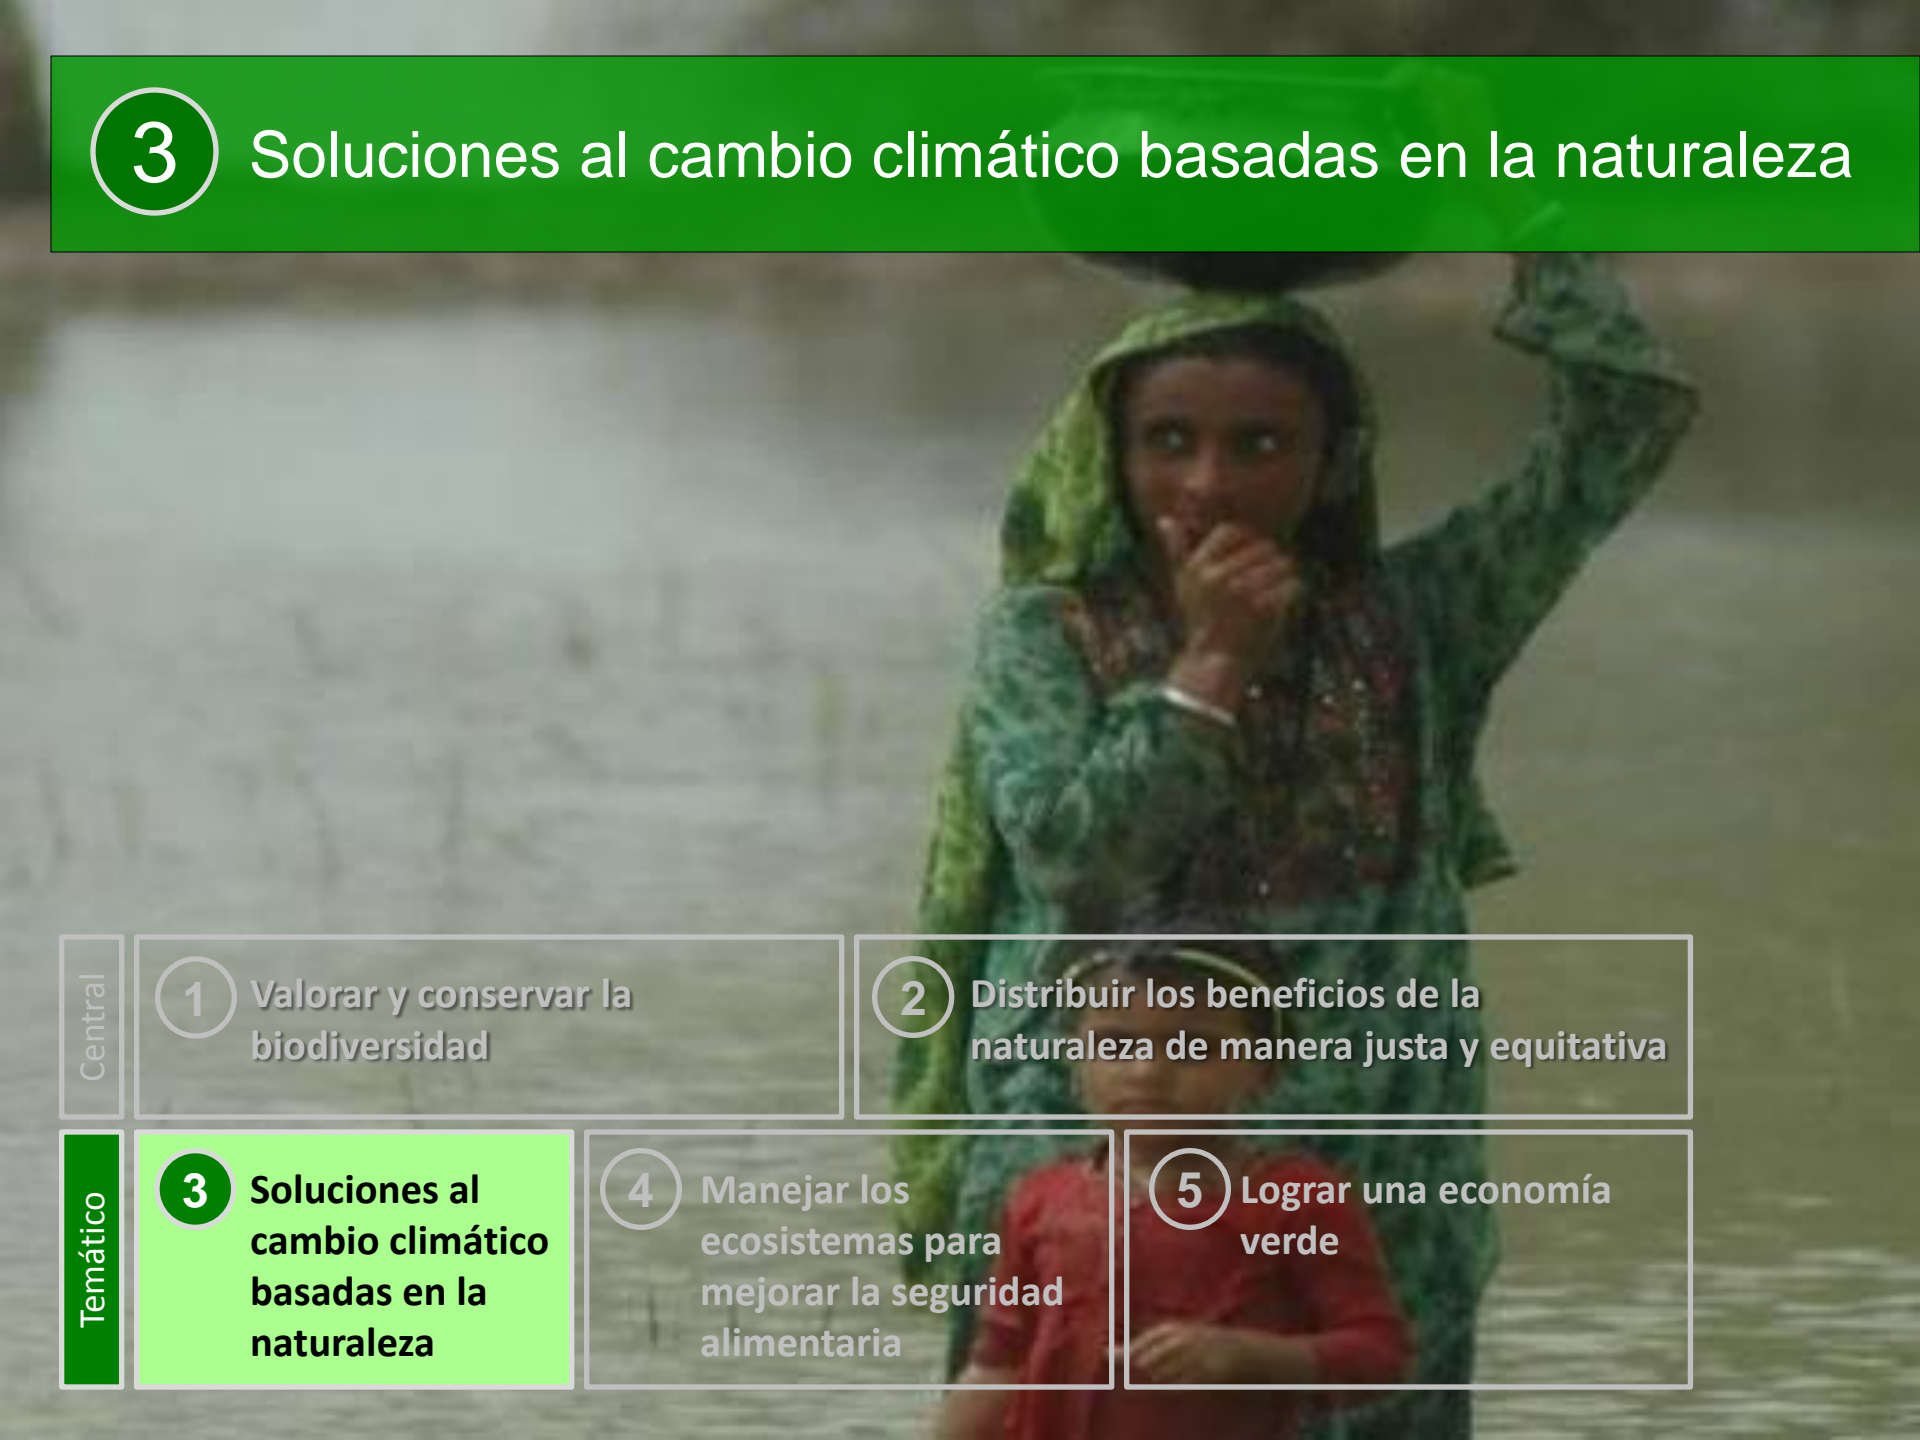 3 Soluciones al cambio climático basadas en la naturaleza
Central
1 Valorar y conservar la
biodiversidad
2 Distribuir los beneficios de la
naturaleza de manera justa y equitativa
Temático
3 Soluciones al
cambio climático
basadas en la
naturaleza
4 Manejar los
ecosistemas para
mejorar la seguridad
alimentaria
5 Lograr una economía
verde